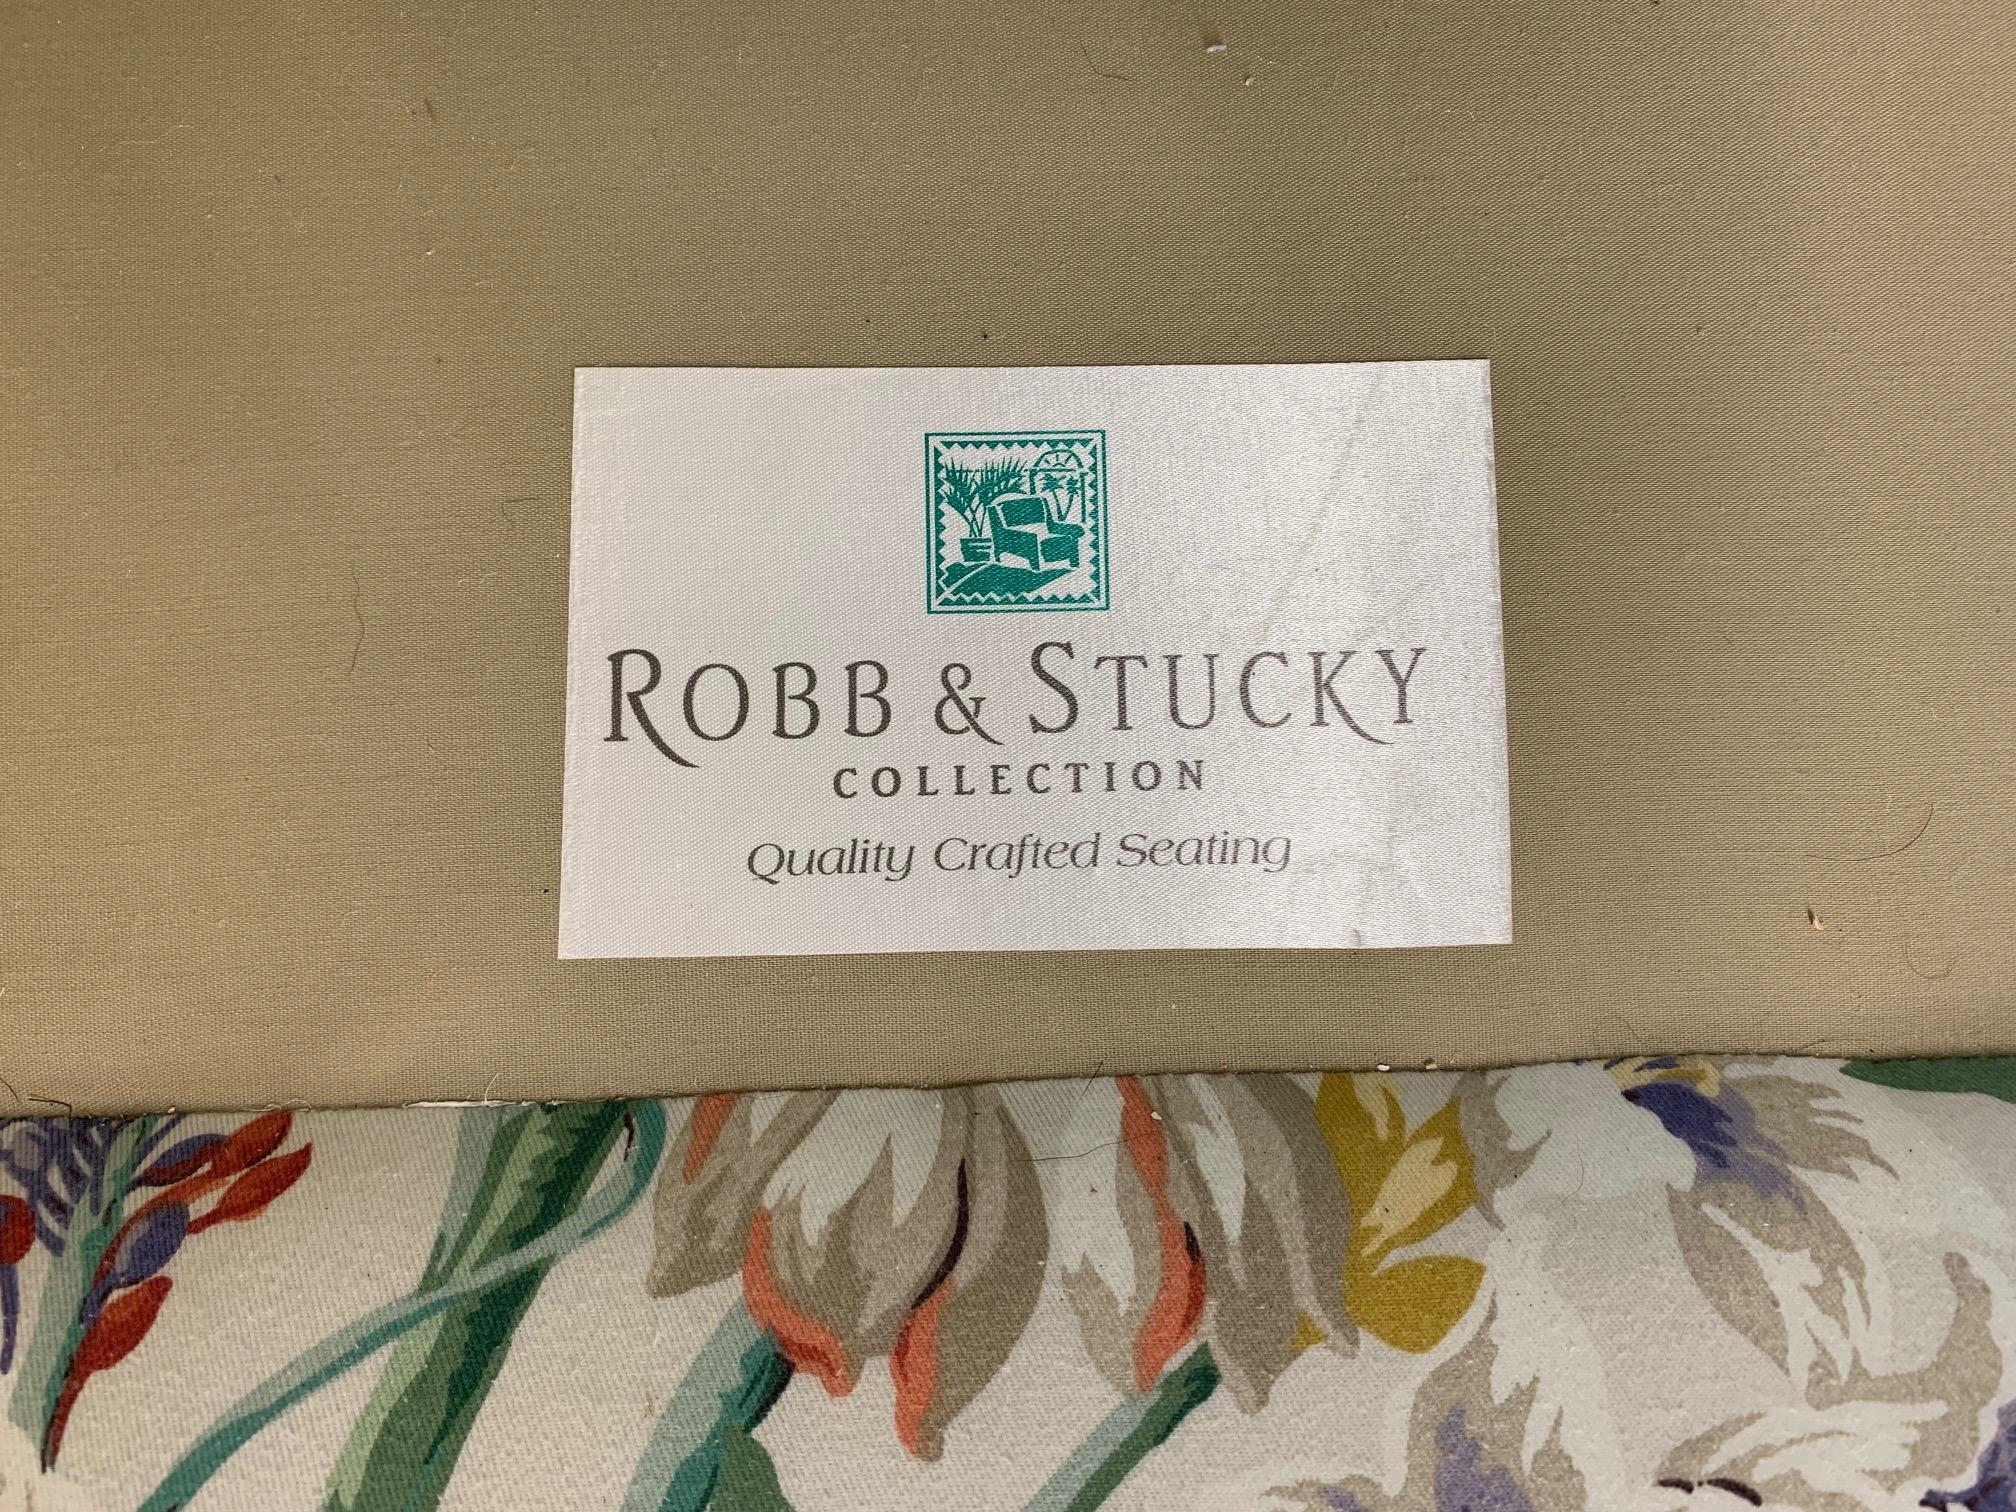 ROBB & STUCKY
COLLECTION
Quality Crafted Seating